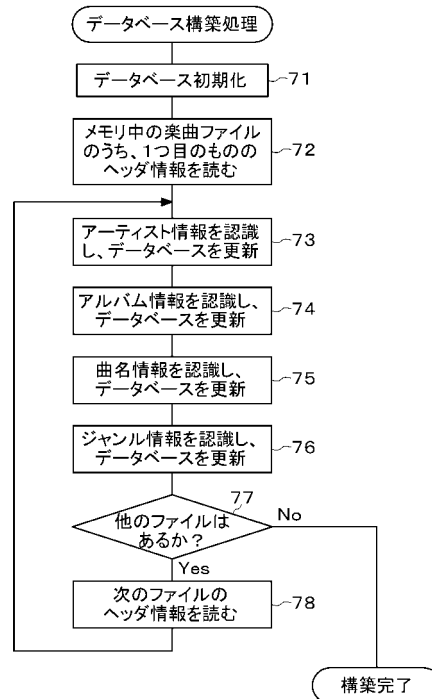 データベース構築処理
データベース初期化
71
メモリ中の楽曲ファイル
のうち、1つ目のものの
ヘッダ情報を読む
72
アーティスト情報を認識
し、データベースを更新
73
アルバム情報を認識し、
データベースを更新
74
曲名情報を認識し、
データベースを更新
75
ジャンル情報を認識し、
データベースを更新
76
77
他のファイルは
あるか？
No
Yes
次のファイルの
ヘッダ情報を読む
78
構築完了